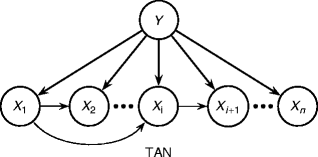 Y
X₁ X₂ ••• Xᵢ Xᵢ₊₁ ••• Xₙ
TAN